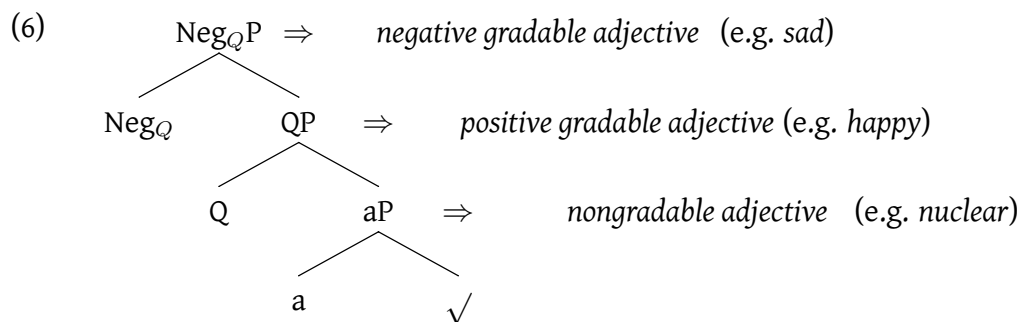 (6) Neg_QP ⇒ negative gradable adjective (e.g. sad)
Neg_Q QP ⇒ positive gradable adjective (e.g. happy)
Q aP ⇒ nongradable adjective (e.g. nuclear)
a √